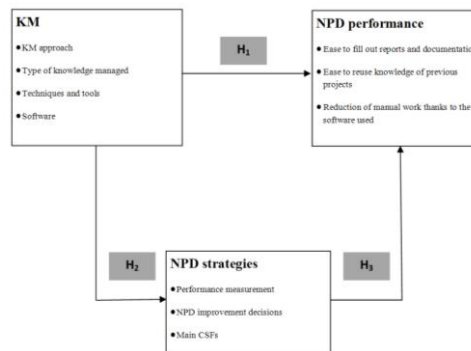 KM
● KM approach
● Type of knowledge managed
● Techniques and tools
● Software
H₁
NPD performance
● Ease to fill out reports and documentatio
● Ease to reuse knowledge of previous
projects
● Reduction of manual work thanks to the
software used
H₂
NPD strategies
● Performance measurement
● NPD improvement decisions
● Main CSFs
H₃